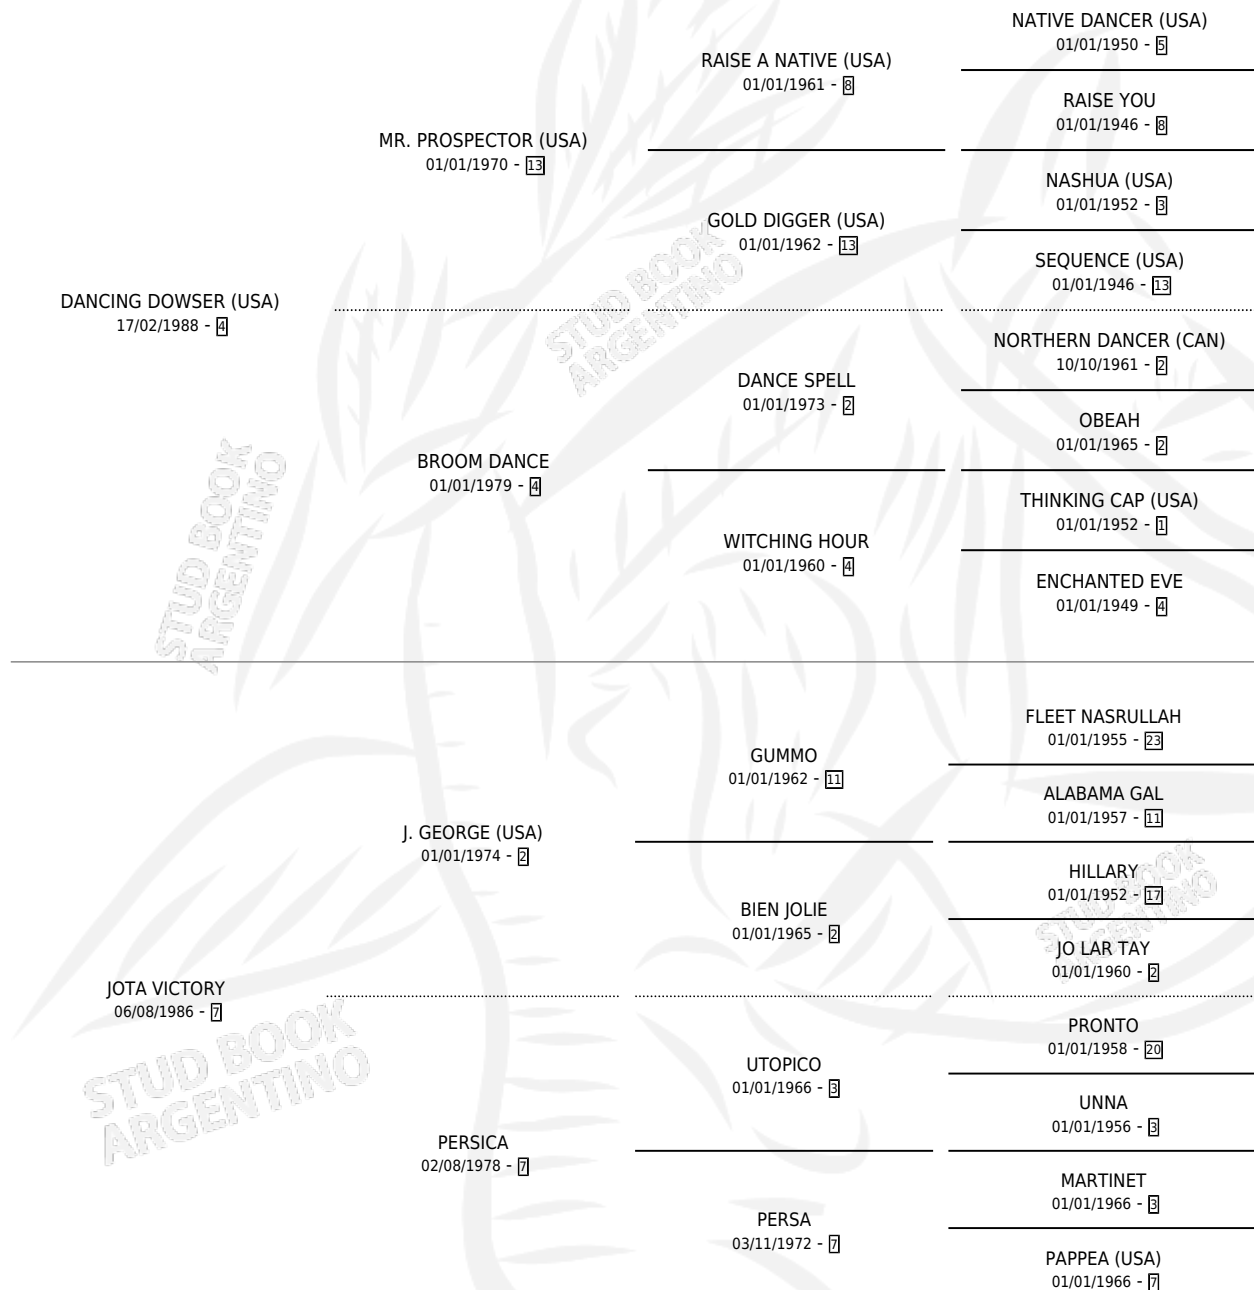 NATIVE DANCER (USA)
01/01/1950 - 5
RAISE A NATIVE (USA)
01/01/1961 - 8
RAISE YOU
01/01/1946 - 8
MR. PROSPECTOR (USA)
01/01/1970 - 13
NASHUA (USA)
01/01/1952 - 3
GOLD DIGGER (USA)
01/01/1962 - 13
SEQUENCE (USA)
01/01/1946 - 13
DANCING DOWSER (USA)
17/02/1988 - 4
NORTHERN DANCER (CAN)
10/10/1961 - 2
DANCE SPELL
01/01/1973 - 2
OBEAH
01/01/1965 - 2
BROOM DANCE
01/01/1979 - 4
THINKING CAP (USA)
01/01/1952 - 1
WITCHING HOUR
01/01/1960 - 4
ENCHANTED EVE
01/01/1949 - 4
FLEET NASRULLAH
01/01/1955 - 23
GUMMO
01/01/1962 - 11
ALABAMA GAL
01/01/1957 - 11
J. GEORGE (USA)
01/01/1974 - 2
HILLARY
01/01/1952 - 17
BIEN JOLIE
01/01/1965 - 2
JO LAR TAY
01/01/1960 - 2
JOTA VICTORY
06/08/1986 - 7
PRONTO
01/01/1958 - 20
UTOPICO
01/01/1966 - 3
UNNA
01/01/1956 - 3
PERSICA
02/08/1978 - 7
MARTINET
01/01/1966 - 3
PERSA
03/11/1972 - 7
PAPPEA (USA)
01/01/1966 - 7
STUD BOOK
ARGENTINO
STUD BOOK
ARGENTINO
STUD BOOK
ARGENTINO
STUD BOOK
ARGENTINO